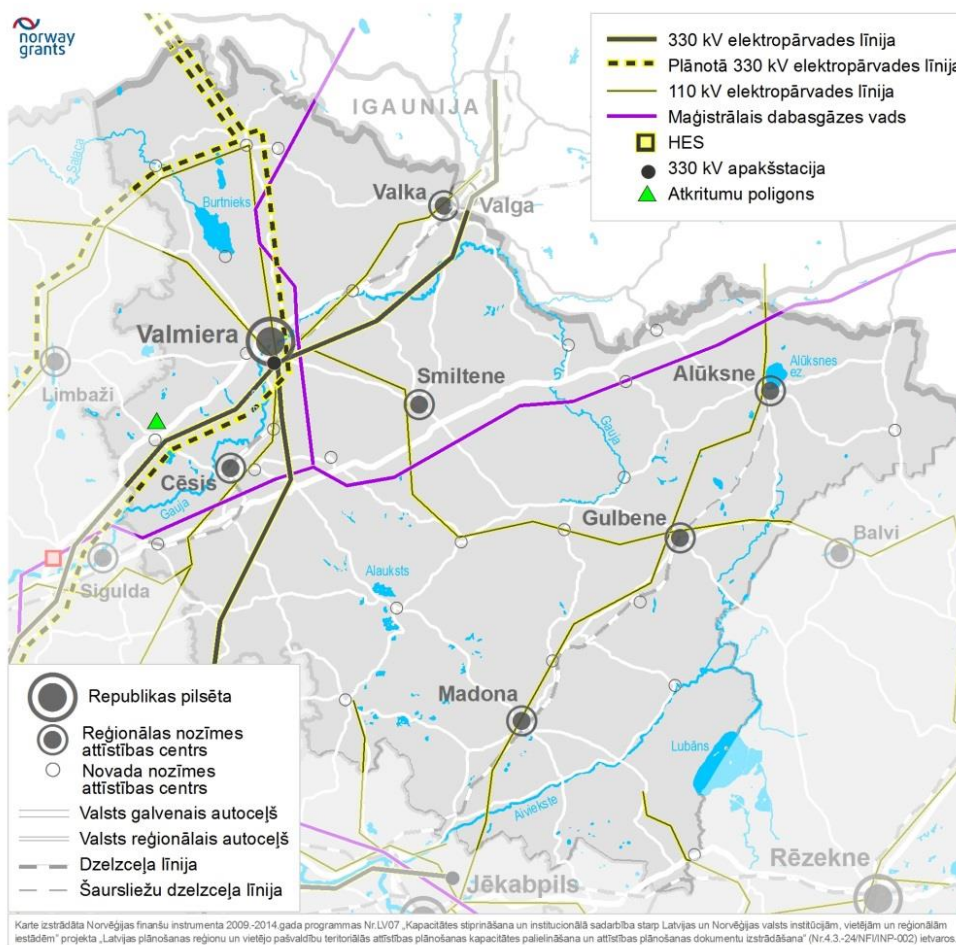 norway
grants
330 kV elektropārvades līnija
Plānotā 330 kV elektropārvades līnija
110 kV elektropārvades līnija
Maģistrālais dabasgāzes vads
HES
330 kV apakšstacija
Atkritumu poligons
IGAUNIJA
Salaca
Burtnieks
Valka
Valga
Valmiera
Limbaži
Smiltene
Alūksne
Alūksnes
ez.
Gauja
Cēsis
Gauja
Gulbene
Balvi
Sigulda
Alauksts
Madona
Lubāns
Aiviekste
Jēkabpils
Rēzekne
Republikas pilsēta
Reģionālas nozīmes
attīstības centrs
Novada nozīmes
attīstības centrs
Valsts galvenais autoceļš
Valsts reģionālais autoceļš
Dzelzceļa līnija
Šaursliežu dzelzceļa līnija
Karte izstrādāta Norvēģijas finanšu instrumenta 2009.-2014.gada programmas Nr.LV07 „Kapacitātes stiprināšana un institucionālā sadarbība starp Latvijas un Norvēģijas valsts institūcijām, vietējām un reģionālām
iestādēm” projekta „Latvijas plānošanas reģionu un vietējo pašvaldību teritoriālās attīstības plānošanas kapacitātes palielināšana un attīstības plānošanas dokumentu izstrādāšana” (Nr.4.3.-24/NFI/INP-002) ietvaros.